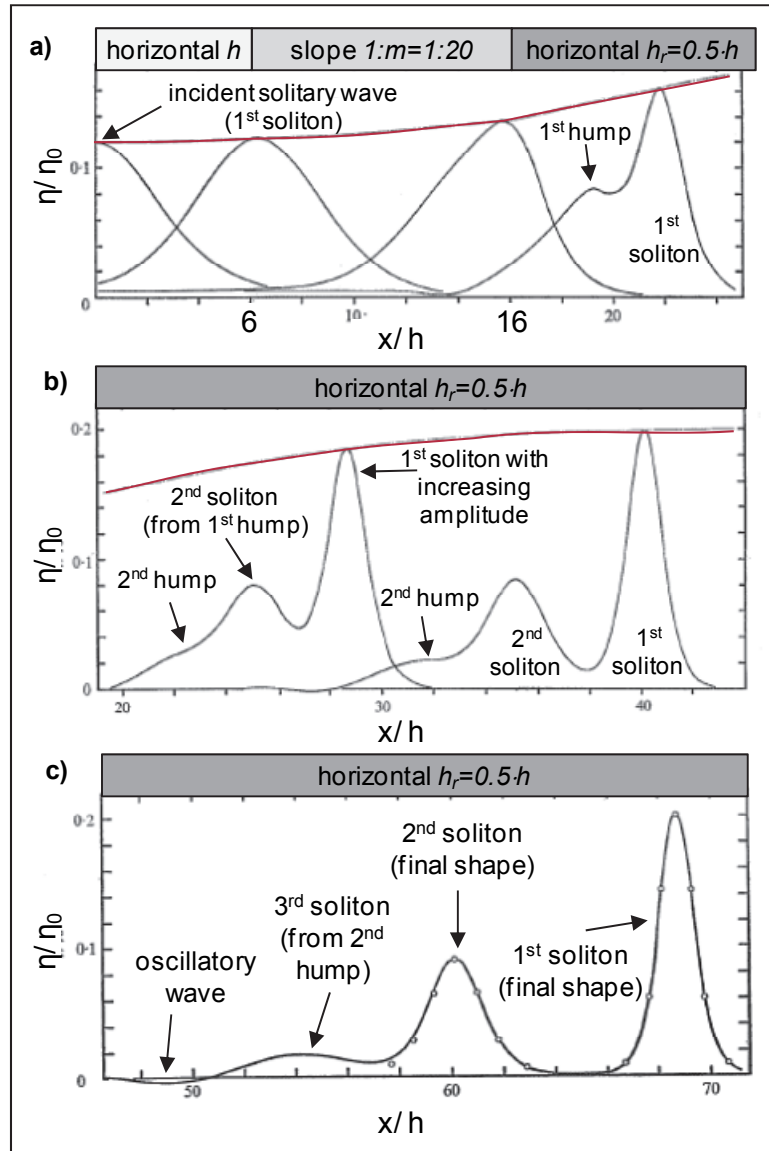 a)
horizontal h
slope 1:m=1:20
horizontal hᵣ=0.5·h
incident solitary wave
(1ˢᵗ soliton)
1ˢᵗ hump
η/η₀
0·1
1ˢᵗ
soliton
0
6
10·
16
20
x/h
b)
horizontal hᵣ=0.5·h
0·2
1ˢᵗ soliton with
increasing
amplitude
2ⁿᵈ soliton
(from 1ˢᵗ hump)
η/η₀
0·1
2ⁿᵈ hump
2ⁿᵈ hump
2ⁿᵈ
soliton
1ˢᵗ
soliton
0
20
30
40
x/h
c)
horizontal hᵣ=0.5·h
0·2
2ⁿᵈ soliton
(final shape)
3ʳᵈ soliton
(from 2ⁿᵈ
hump)
η/η₀
0·1
oscillatory
wave
1ˢᵗ soliton
(final shape)
0
50
60
70
x/h